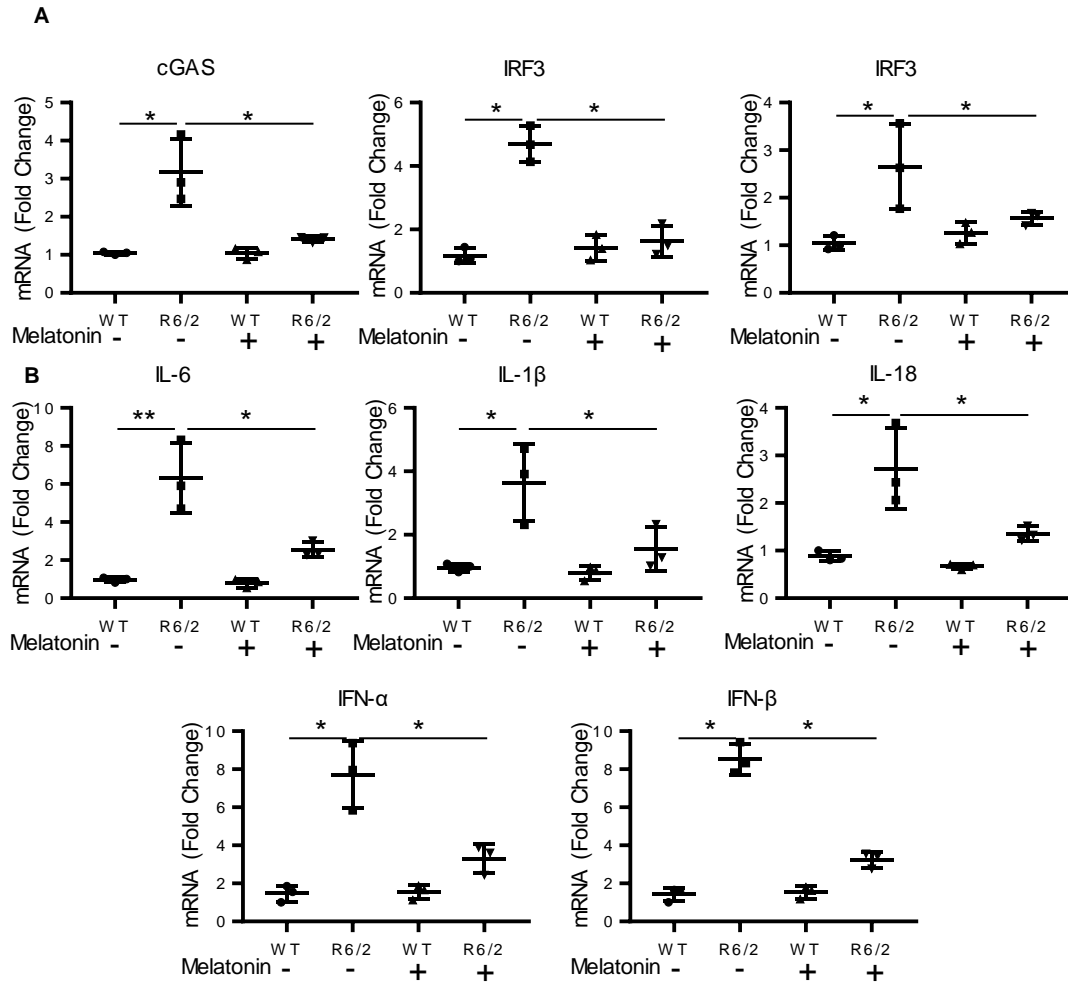 A
cGAS
IRF3
IRF3
mRNA (Fold Change)
5
4
3
2
1
0
* *
WT R6/2 WT R6/2
Melatonin - - + +
mRNA (Fold Change)
6
4
2
0
* *
WT R6/2 WT R6/2
- - + +
mRNA (Fold Change)
4
3
2
1
0
* *
WT R6/2 WT R6/2
- - + +
B
IL-6
IL-1β
IL-18
mRNA (Fold Change)
10
8
6
4
2
0
** *
WT R6/2 WT R6/2
Melatonin - - + +
mRNA (Fold Change)
6
4
2
0
* *
WT R6/2 WT R6/2
- - + +
mRNA (Fold Change)
4
3
2
1
0
* *
WT R6/2 WT R6/2
- - + +
IFN-α
IFN-β
mRNA (Fold Change)
10
8
6
4
2
0
* *
WT R6/2 WT R6/2
Melatonin - - + +
mRNA (Fold Change)
10
8
6
4
2
0
* *
WT R6/2 WT R6/2
Melatonin - - + +